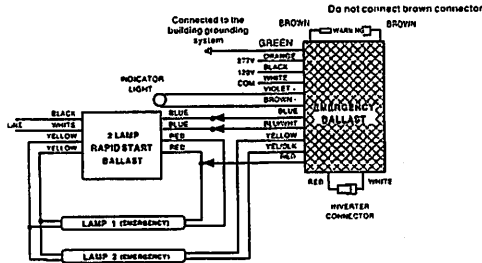 Do not connect brown connector
Connected to the
building grounding
system
BROWN
WARNING
BROWN
GREEN
ORANGE
277V
BLACK
120V
WHITE
COM
VIOLET -
BROWN -
INDICATOR
LIGHT
EMERGENCY
BALLAST
BLACK
LINE
WHITE
YELLOW
YELLOW
2 LAMP
RAPID START
BALLAST
BLUE
BLUE
RED
RED
BLUE
BLU/WHT
YELLOW
YEL/BLK
RED
RED
WHITE
INVERTER
CONNECTOR
LAMP 1 (EMERGENCY)
LAMP 2 (EMERGENCY)